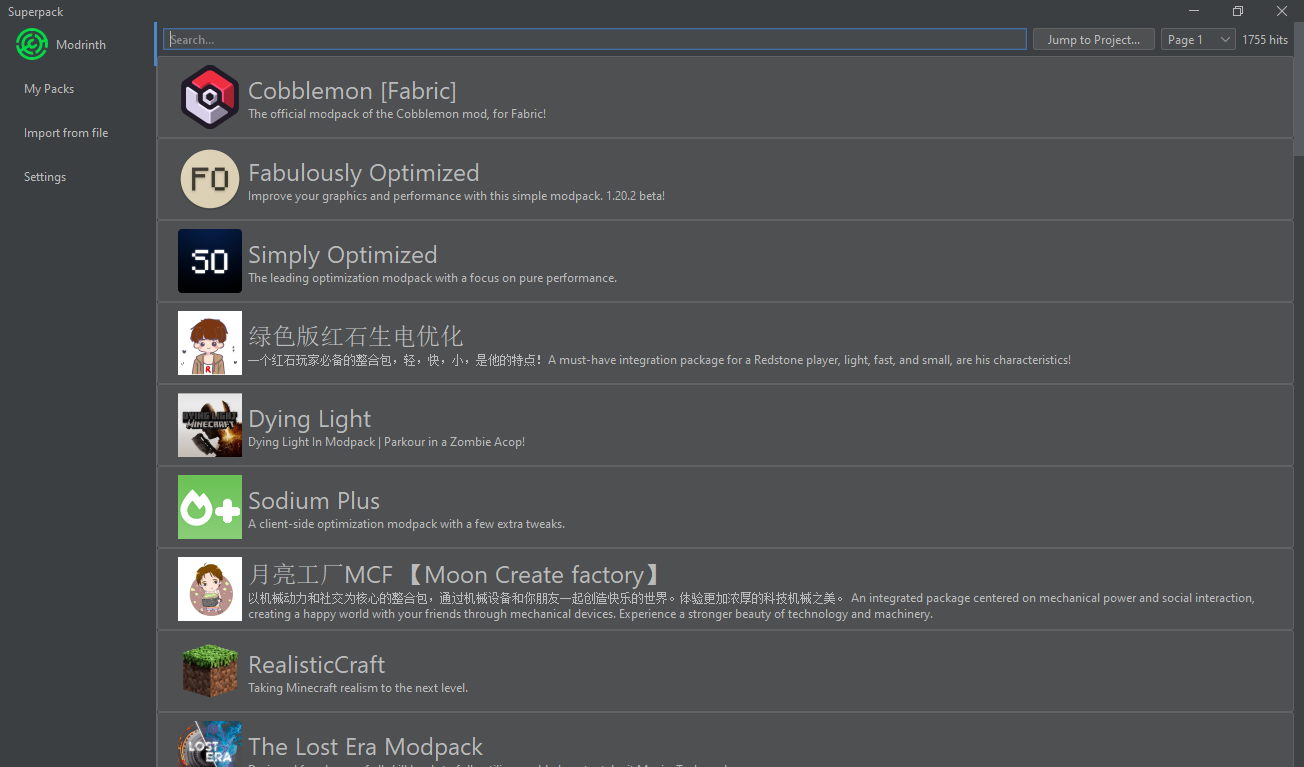 Superpack
Modrinth
My Packs
Import from file
Settings
Search...
Jump to Project...
Page 1
1755 hits
Cobblemon [Fabric]
The official modpack of the Cobblemon mod, for Fabric!
FO
Fabulously Optimized
Improve your graphics and performance with this simple modpack. 1.20.2 beta!
SO
Simply Optimized
The leading optimization modpack with a focus on pure performance.
R
绿色版红石生电优化
一个红石玩家必备的整合包，轻，快，小，是他的特点！A must-have integration package for a Redstone player, light, fast, and small, are his characteristics!
DYING LIGHT
MINECRAFT
Dying Light
Dying Light In Modpack | Parkour in a Zombie Acop!
Sodium Plus
A client-side optimization modpack with a few extra tweaks.
月亮工厂MCF 【Moon Create factory】
以机械动力和社交为核心的整合包，通过机械设备和你朋友一起创造快乐的世界。体验更加浓厚的科技机械之美。 An integrated package centered on mechanical power and social interaction,
creating a happy world with your friends through mechanical devices. Experience a stronger beauty of technology and machinery.
RealisticCraft
Taking Minecraft realism to the next level.
LOST
ERA
The Lost Era Modpack